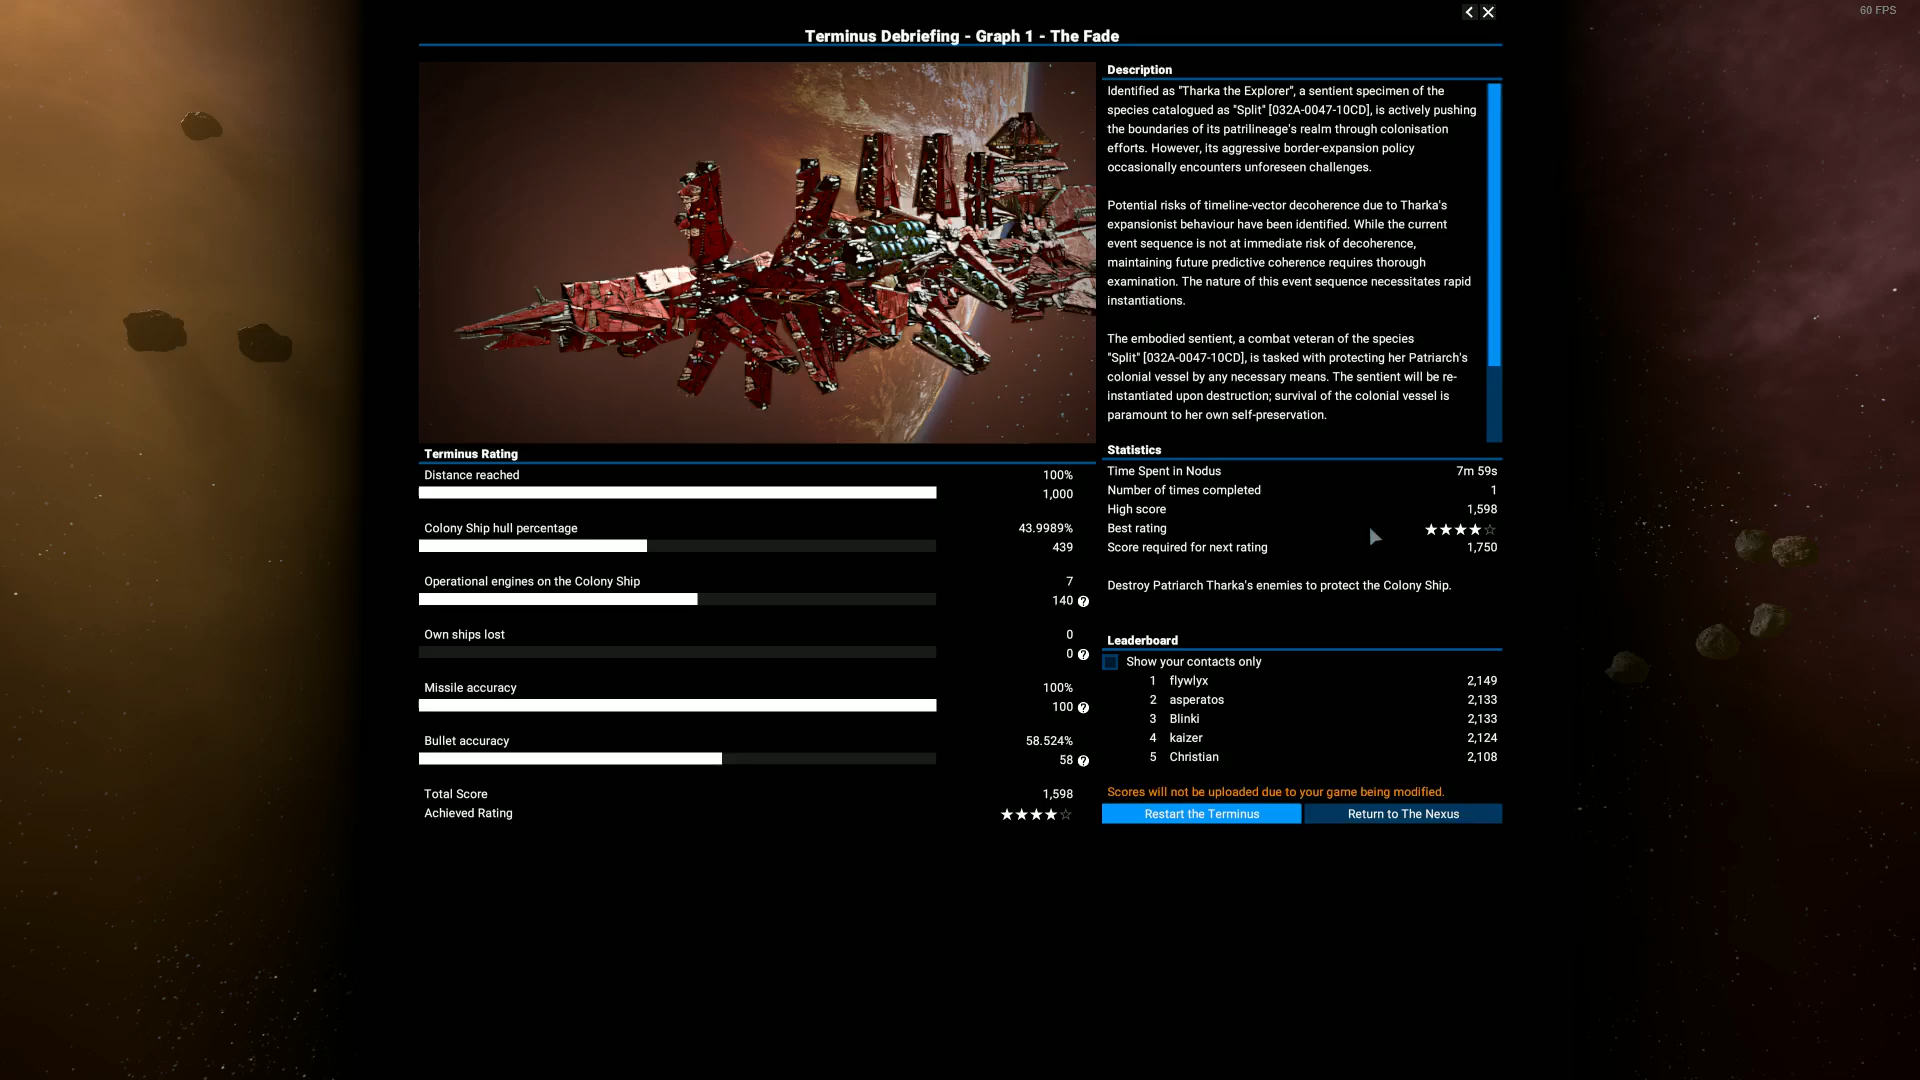 60 FPS
Terminus Debriefing - Graph 1 - The Fade
Description
Identified as "Tharka the Explorer", a sentient specimen of the
species catalogued as "Split" [032A-0047-10CD], is actively pushing
the boundaries of its patrilineage's realm through colonisation
efforts. However, its aggressive border-expansion policy
occasionally encounters unforeseen challenges.
Potential risks of timeline-vector decoherence due to Tharka's
expansionist behaviour have been identified. While the current
event sequence is not at immediate risk of decoherence,
maintaining future predictive coherence requires thorough
examination. The nature of this event sequence necessitates rapid
instantiations.
The embodied sentient, a combat veteran of the species
"Split" [032A-0047-10CD], is tasked with protecting her Patriarch's
colonial vessel by any necessary means. The sentient will be re-
instantiated upon destruction; survival of the colonial vessel is
paramount to her own self-preservation.
Terminus Rating
Distance reached 100%
1,000
Colony Ship hull percentage 43.9989%
439
Operational engines on the Colony Ship 7
140 ?
Own ships lost 0
0 ?
Missile accuracy 100%
100 ?
Bullet accuracy 58.524%
58 ?
Total Score 1,598
Achieved Rating ★★★★☆
Statistics
Time Spent in Nodus 7m 59s
Number of times completed 1
High score 1,598
Best rating ★★★★☆
Score required for next rating 1,750
Destroy Patriarch Tharka's enemies to protect the Colony Ship.
Leaderboard
Show your contacts only
1 flywlyx 2,149
2 asperatos 2,133
3 Blinki 2,133
4 kaizer 2,124
5 Christian 2,108
Scores will not be uploaded due to your game being modified.
Restart the Terminus Return to The Nexus